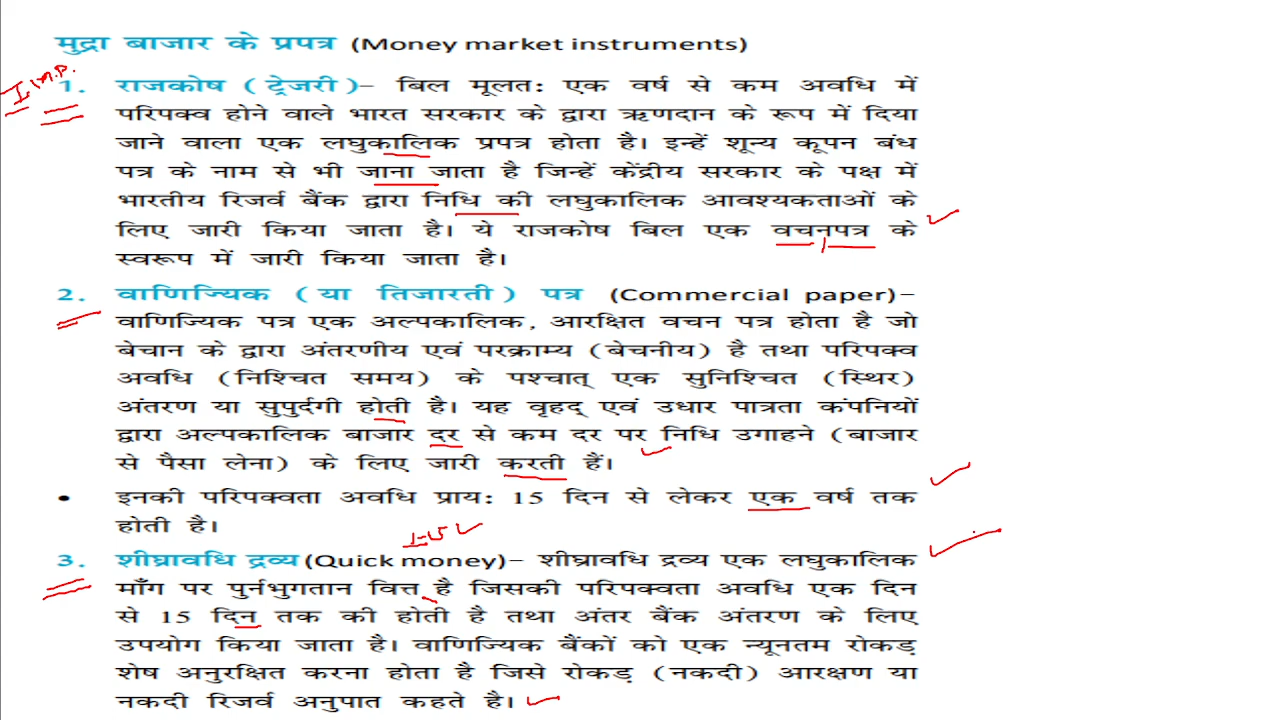 मुद्रा बाजार के प्रपत्र (Money market instruments)
Imp.
1. राजकोष ( ट्रेजरी)– बिल मूलत: एक वर्ष से कम अवधि में
परिपक्व होने वाले भारत सरकार के द्वारा ऋणदान के रूप में दिया
जाने वाला एक लघुकालिक प्रपत्र होता है। इन्हें शून्य कूपन बंध
पत्र के नाम से भी जाना जाता है जिन्हें केंद्रीय सरकार के पक्ष में
भारतीय रिजर्व बैंक द्वारा निधि की लघुकालिक आवश्यकताओं के
लिए जारी किया जाता है। ये राजकोष बिल एक वचनपत्र के
स्वरूप में जारी किया जाता है।
2. वाणिज्यिक (या तिजारती) पत्र (Commercial paper)–
वाणिज्यिक पत्र एक अल्पकालिक, आरक्षित वचन पत्र होता है जो
बेचान के द्वारा अंतरणीय एवं परक्राम्य (बेचनीय) है तथा परिपक्व
अवधि (निश्चित समय) के पश्चात् एक सुनिश्चित (स्थिर)
अंतरण या सुपुर्दगी होती है। यह वृहद् एवं उधार पात्रता कंपनियों
द्वारा अल्पकालिक बाजार दर से कम दर पर निधि उगाहने (बाजार
से पैसा लेना) के लिए जारी करती हैं।
• इनकी परिपक्वता अवधि प्राय: 15 दिन से लेकर एक वर्ष तक
होती है।
1-15
3. शीघ्रावधि द्रव्य (Quick money)– शीघ्रावधि द्रव्य एक लघुकालिक
माँग पर पुर्नभुगतान वित्त है जिसकी परिपक्वता अवधि एक दिन
से 15 दिन तक की होती है तथा अंतर बैंक अंतरण के लिए
उपयोग किया जाता है। वाणिज्यिक बैंकों को एक न्यूनतम रोकड़
शेष अनुरक्षित करना होता है जिसे रोकड़ (नकदी) आरक्षण या
नकदी रिजर्व अनुपात कहते है।